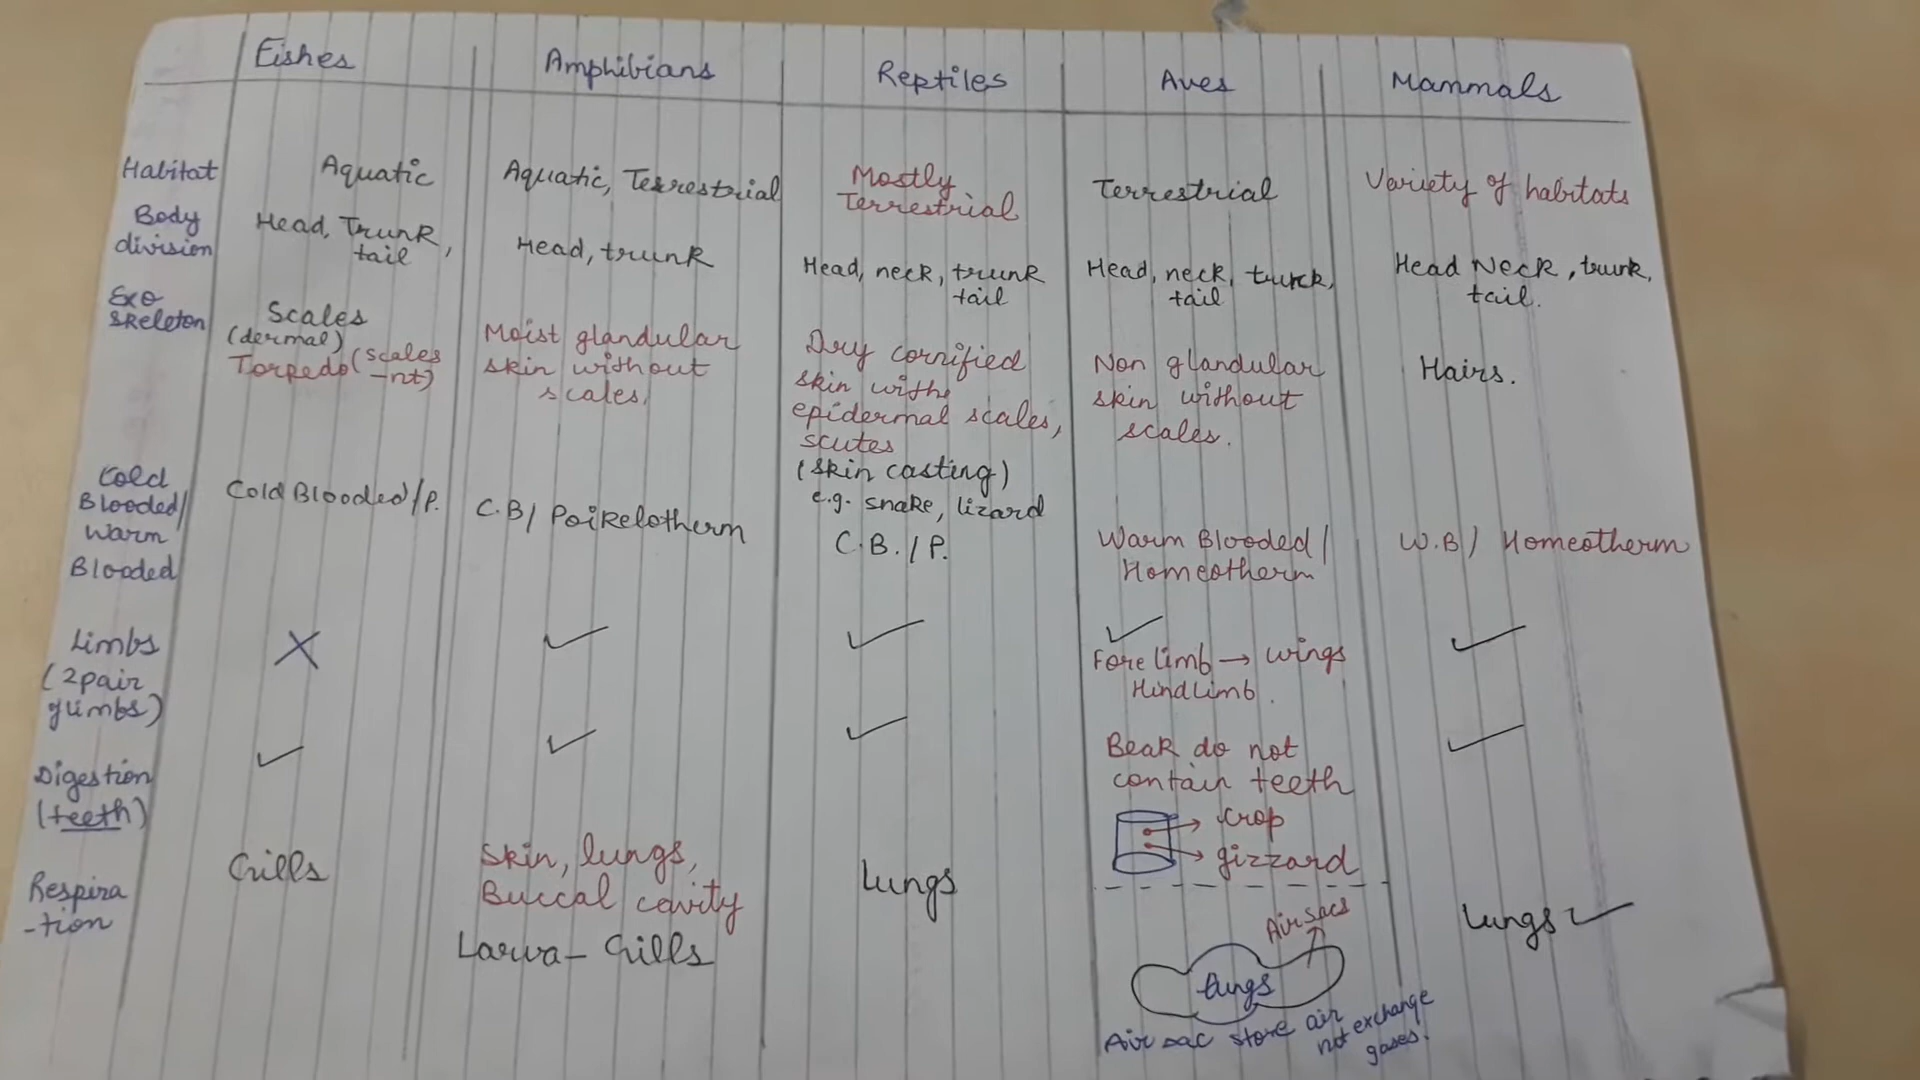 Fishes Amphibians Reptiles Aves Mammals
Habitat Aquatic Aquatic, Terrestrial Mostly Terrestrial Terrestrial Variety of habitats
Body division
Head, Trunk, tail
Head, trunk
Head, neck, trunk tail
Head, neck, turck, tail
Head Neck, trunk, tail.
Exo skeleton
Scales
(dermal)
Torpedo (scales -nt)
Moist glandular
skin without
scales,
Dry cornified
skin with
epidermal scales,
scutes
(skin casting)
e.g. snake, lizard
Non glandular
skin without
scales.
Hairs.
Cold
Blooded/
Warm
Blooded
Cold Blooded/P.
C.B/ Poikelotherm
C.B./P.
Warm Blooded/
Homeotherm
W.B/ Homeotherm
Limbs
(2 pair
limbs)
✗
✓
✓
✓
Fore limb → wings
Hindlimb.
✓
Digestion
(teeth)
✓
✓
✓
Beak do not
contain teeth
→ crop
→ gizzard
✓
Respira
-tion
Gills
Skin, lungs,
Buccal cavity
Larva - Gills
Lungs
Air sacs
lungs
Air sac store air
not exchange
gases.
Lungs ✓